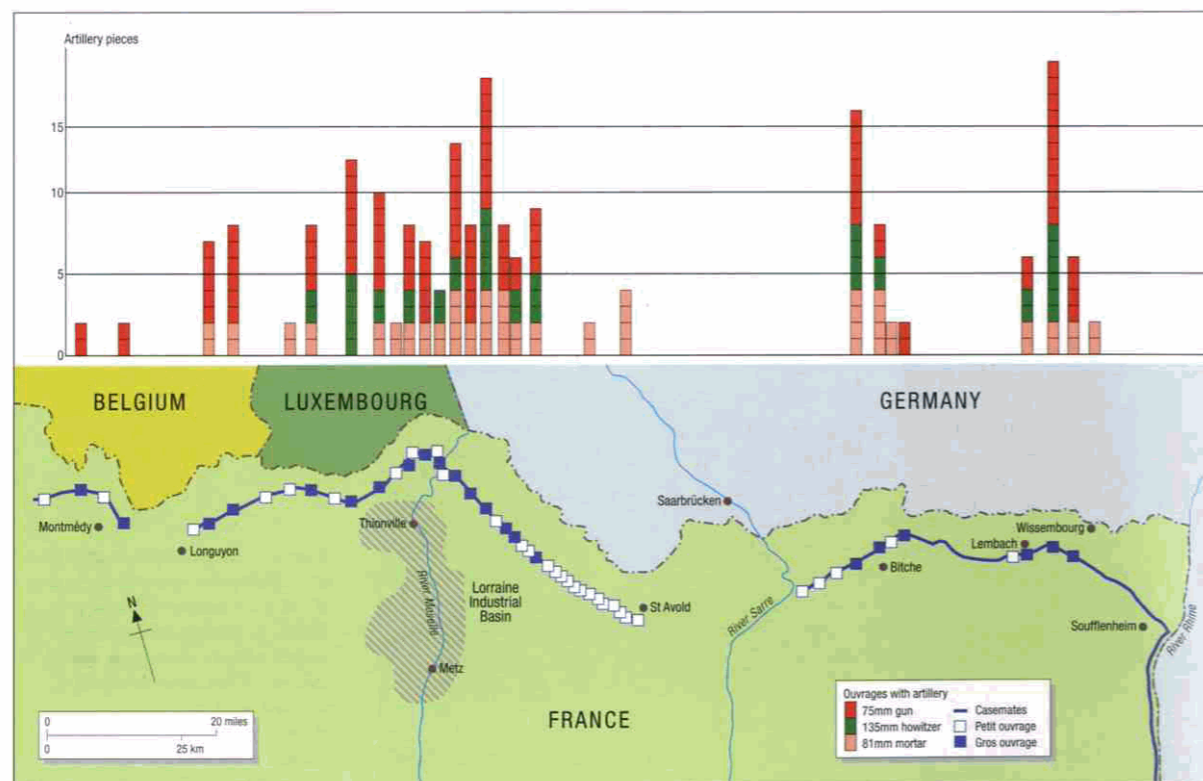 Artillery pieces
15
10
5
0
BELGIUM
LUXEMBOURG
GERMANY
Montmédy
Longuyon
Thionville
River Moselle
Lorraine
Industrial
Basin
Metz
St Avold
Saarbrücken
River Sarre
Bitche
Lembach
Wissembourg
Soufflenheim
River Rhine
N
FRANCE
0 20 miles
0 25 km
Ouvrages with artillery
75mm gun
135mm howitzer
81mm mortar
Casemates
Petit ouvrage
Gros ouvrage